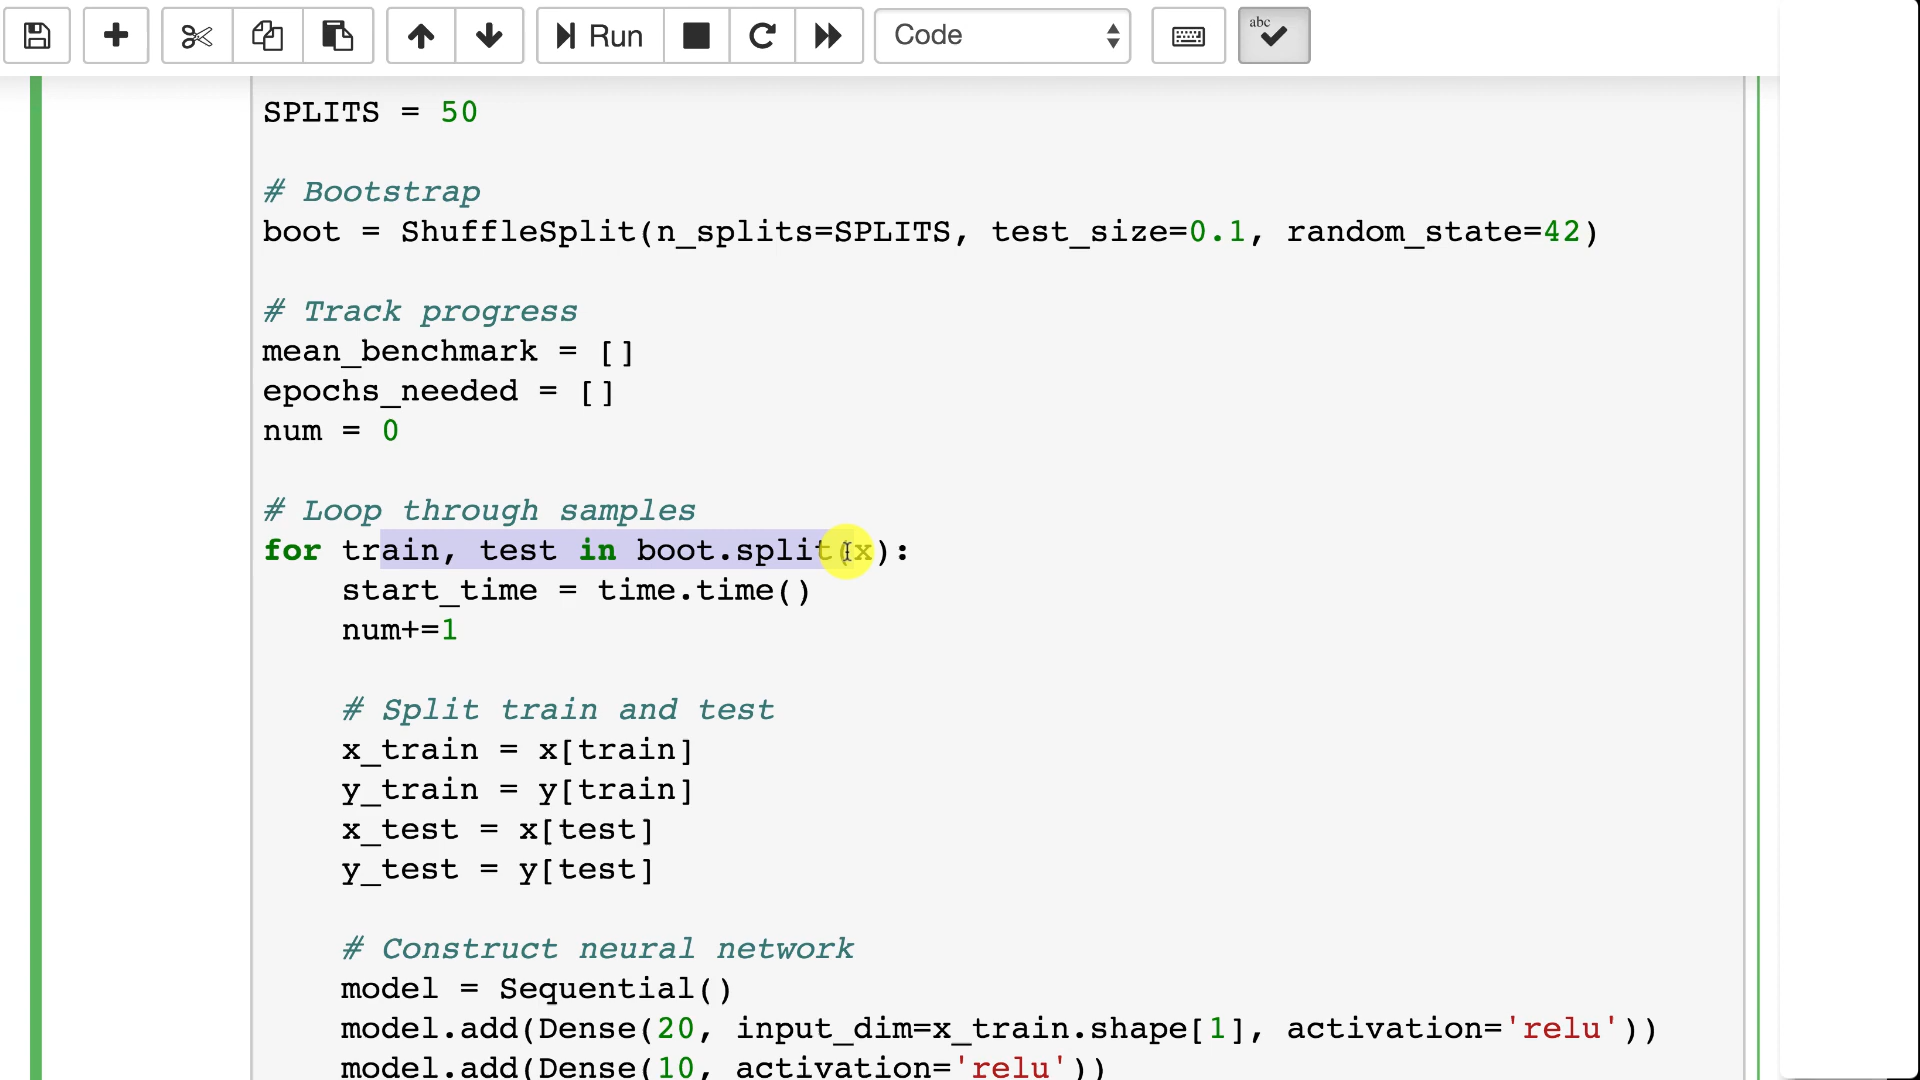 Run
Code
abc
SPLITS = 50
# Bootstrap
boot = ShuffleSplit(n_splits=SPLITS, test_size=0.1, random_state=42)
# Track progress
mean_benchmark = []
epochs_needed = []
num = 0
# Loop through samples
for train, test in boot.split(x):
    start_time = time.time()
    num+=1
    # Split train and test
    x_train = x[train]
    y_train = y[train]
    x_test = x[test]
    y_test = y[test]
    # Construct neural network
    model = Sequential()
    model.add(Dense(20, input_dim=x_train.shape[1], activation='relu'))
    model.add(Dense(10, activation='relu'))